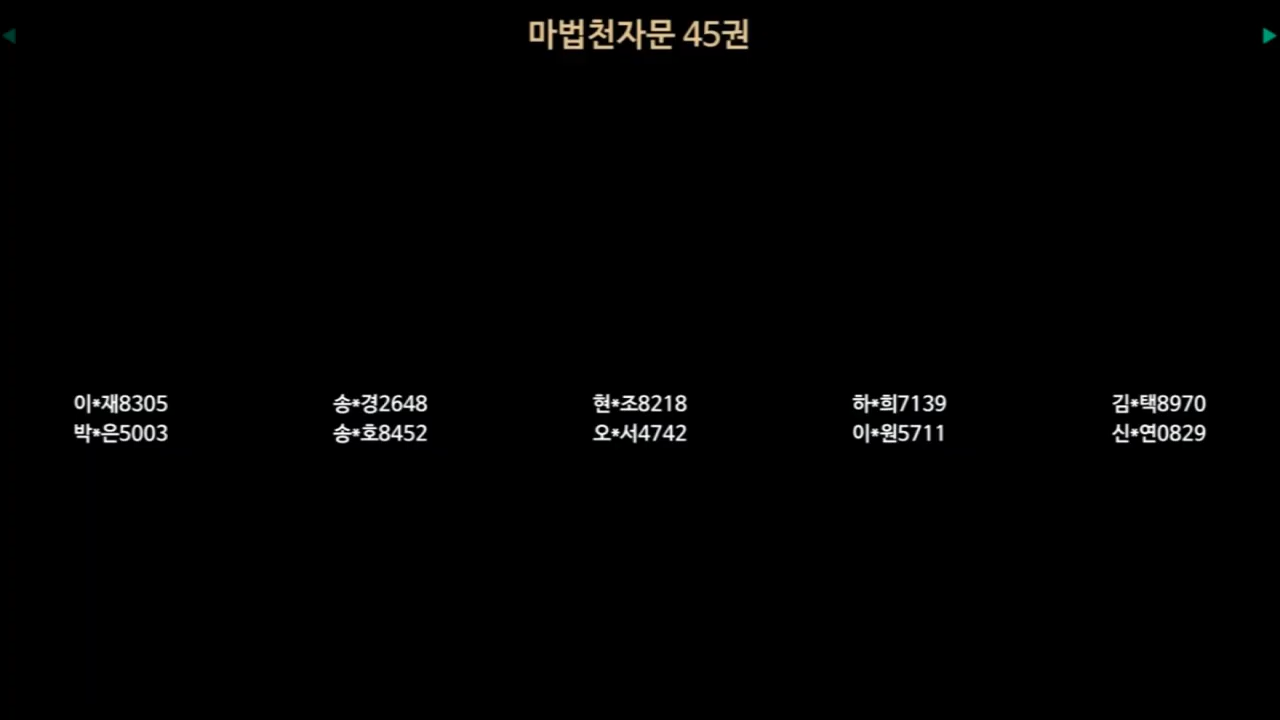 마법천자문 45권
이*재8305 송*경2648 현*조8218 하*희7139 김*택8970
박*은5003 송*호8452 오*서4742 이*원5711 신*연0829